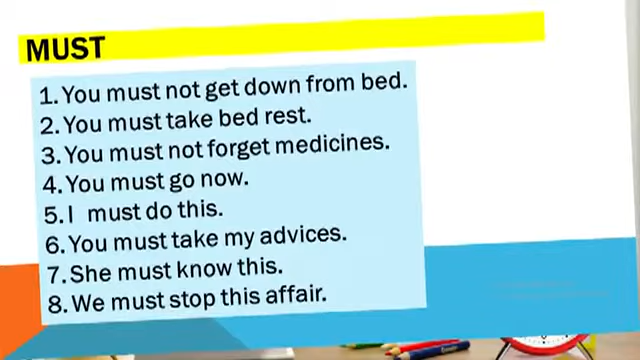 MUST
1. You must not get down from bed.
2. You must take bed rest.
3. You must not forget medicines.
4. You must go now.
5. I must do this.
6. You must take my advices.
7. She must know this.
8. We must stop this affair.